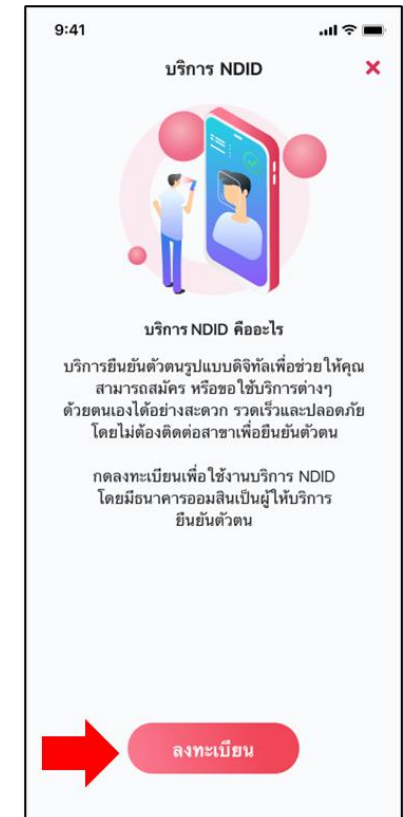 9:41
บริการ NDID
บริการ NDID คืออะไร
บริการยืนยันตัวตนรูปแบบดิจิทัลเพื่อช่วยให้คุณ
สามารถสมัคร หรือขอใช้บริการต่างๆ
ด้วยตนเองได้อย่างสะดวก รวดเร็วและปลอดภัย
โดยไม่ต้องติดต่อสาขาเพื่อยืนยันตัวตน
กดลงทะเบียนเพื่อใช้งานบริการ NDID
โดยมีธนาคารออมสินเป็นผู้ให้บริการ
ยืนยันตัวตน
ลงทะเบียน